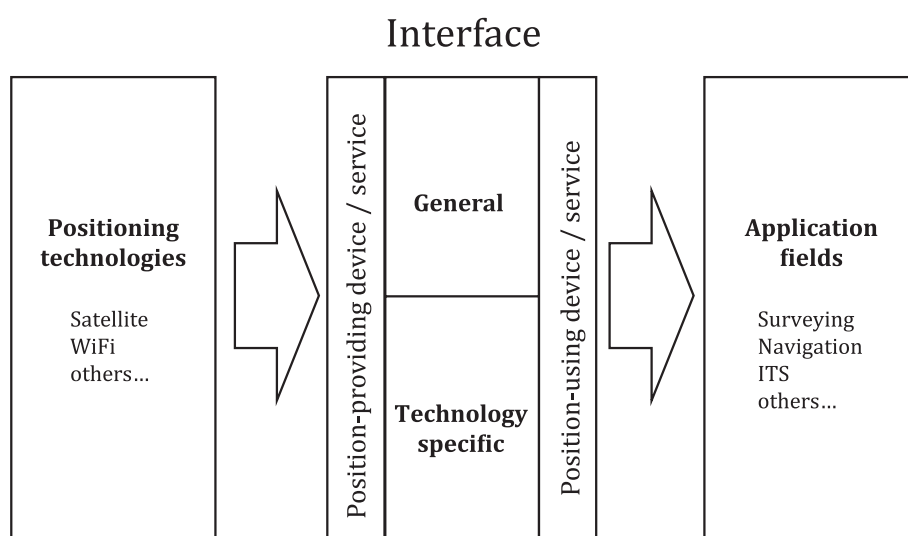 Interface
Positioning
technologies
Satellite
WiFi
others…
Position-providing device / service
General
Technology
specific
Position-using device / service
Application
fields
Surveying
Navigation
ITS
others…